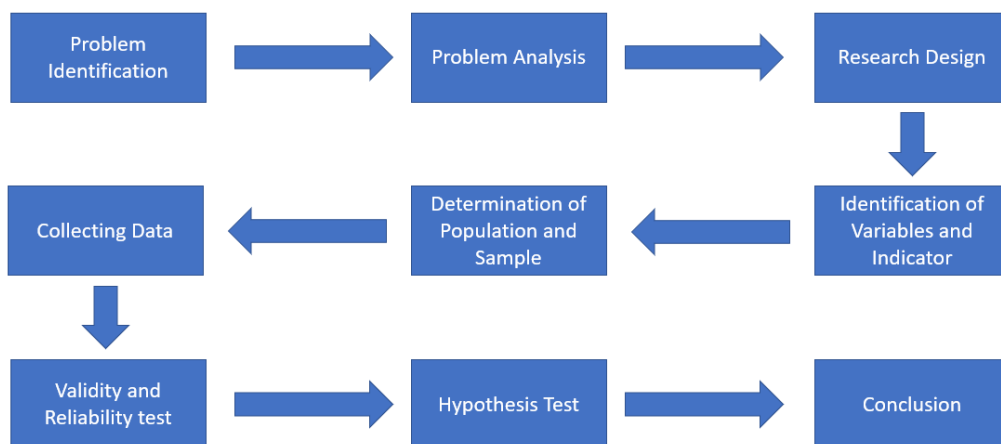 Problem
Identification
Problem Analysis
Research Design
Identification of
Variables and
Indicator
Determination of
Population and
Sample
Collecting Data
Validity and
Reliability test
Hypothesis Test
Conclusion